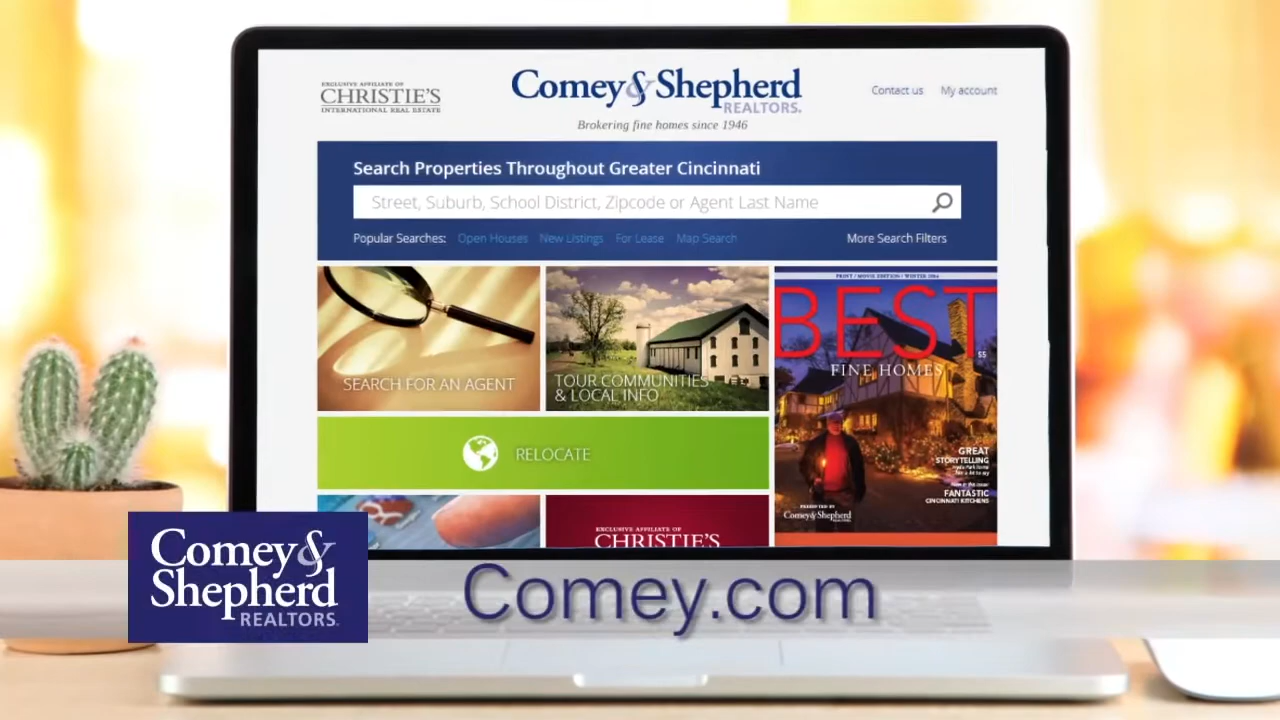 EXCLUSIVE AFFILIATE OF
CHRISTIE'S
INTERNATIONAL REAL ESTATE
Comey & Shepherd
REALTORS.
Brokering fine homes since 1946
Contact us My account
Search Properties Throughout Greater Cincinnati
Street, Suburb, School District, Zipcode or Agent Last Name
Popular Searches: Open Houses New Listings For Lease Map Search More Search Filters
SEARCH FOR AN AGENT
TOUR COMMUNITIES
& LOCAL INFO
BEST
$5
FINE HOMES
GREAT
STORYTELLING
FANTASTIC
CINCINNATI KITCHENS
PRESENTED BY
Comey & Shepherd
RELOCATE
EXCLUSIVE AFFILIATE OF
CHRISTIE'S
Comey &
Shepherd
REALTORS.
Comey.com